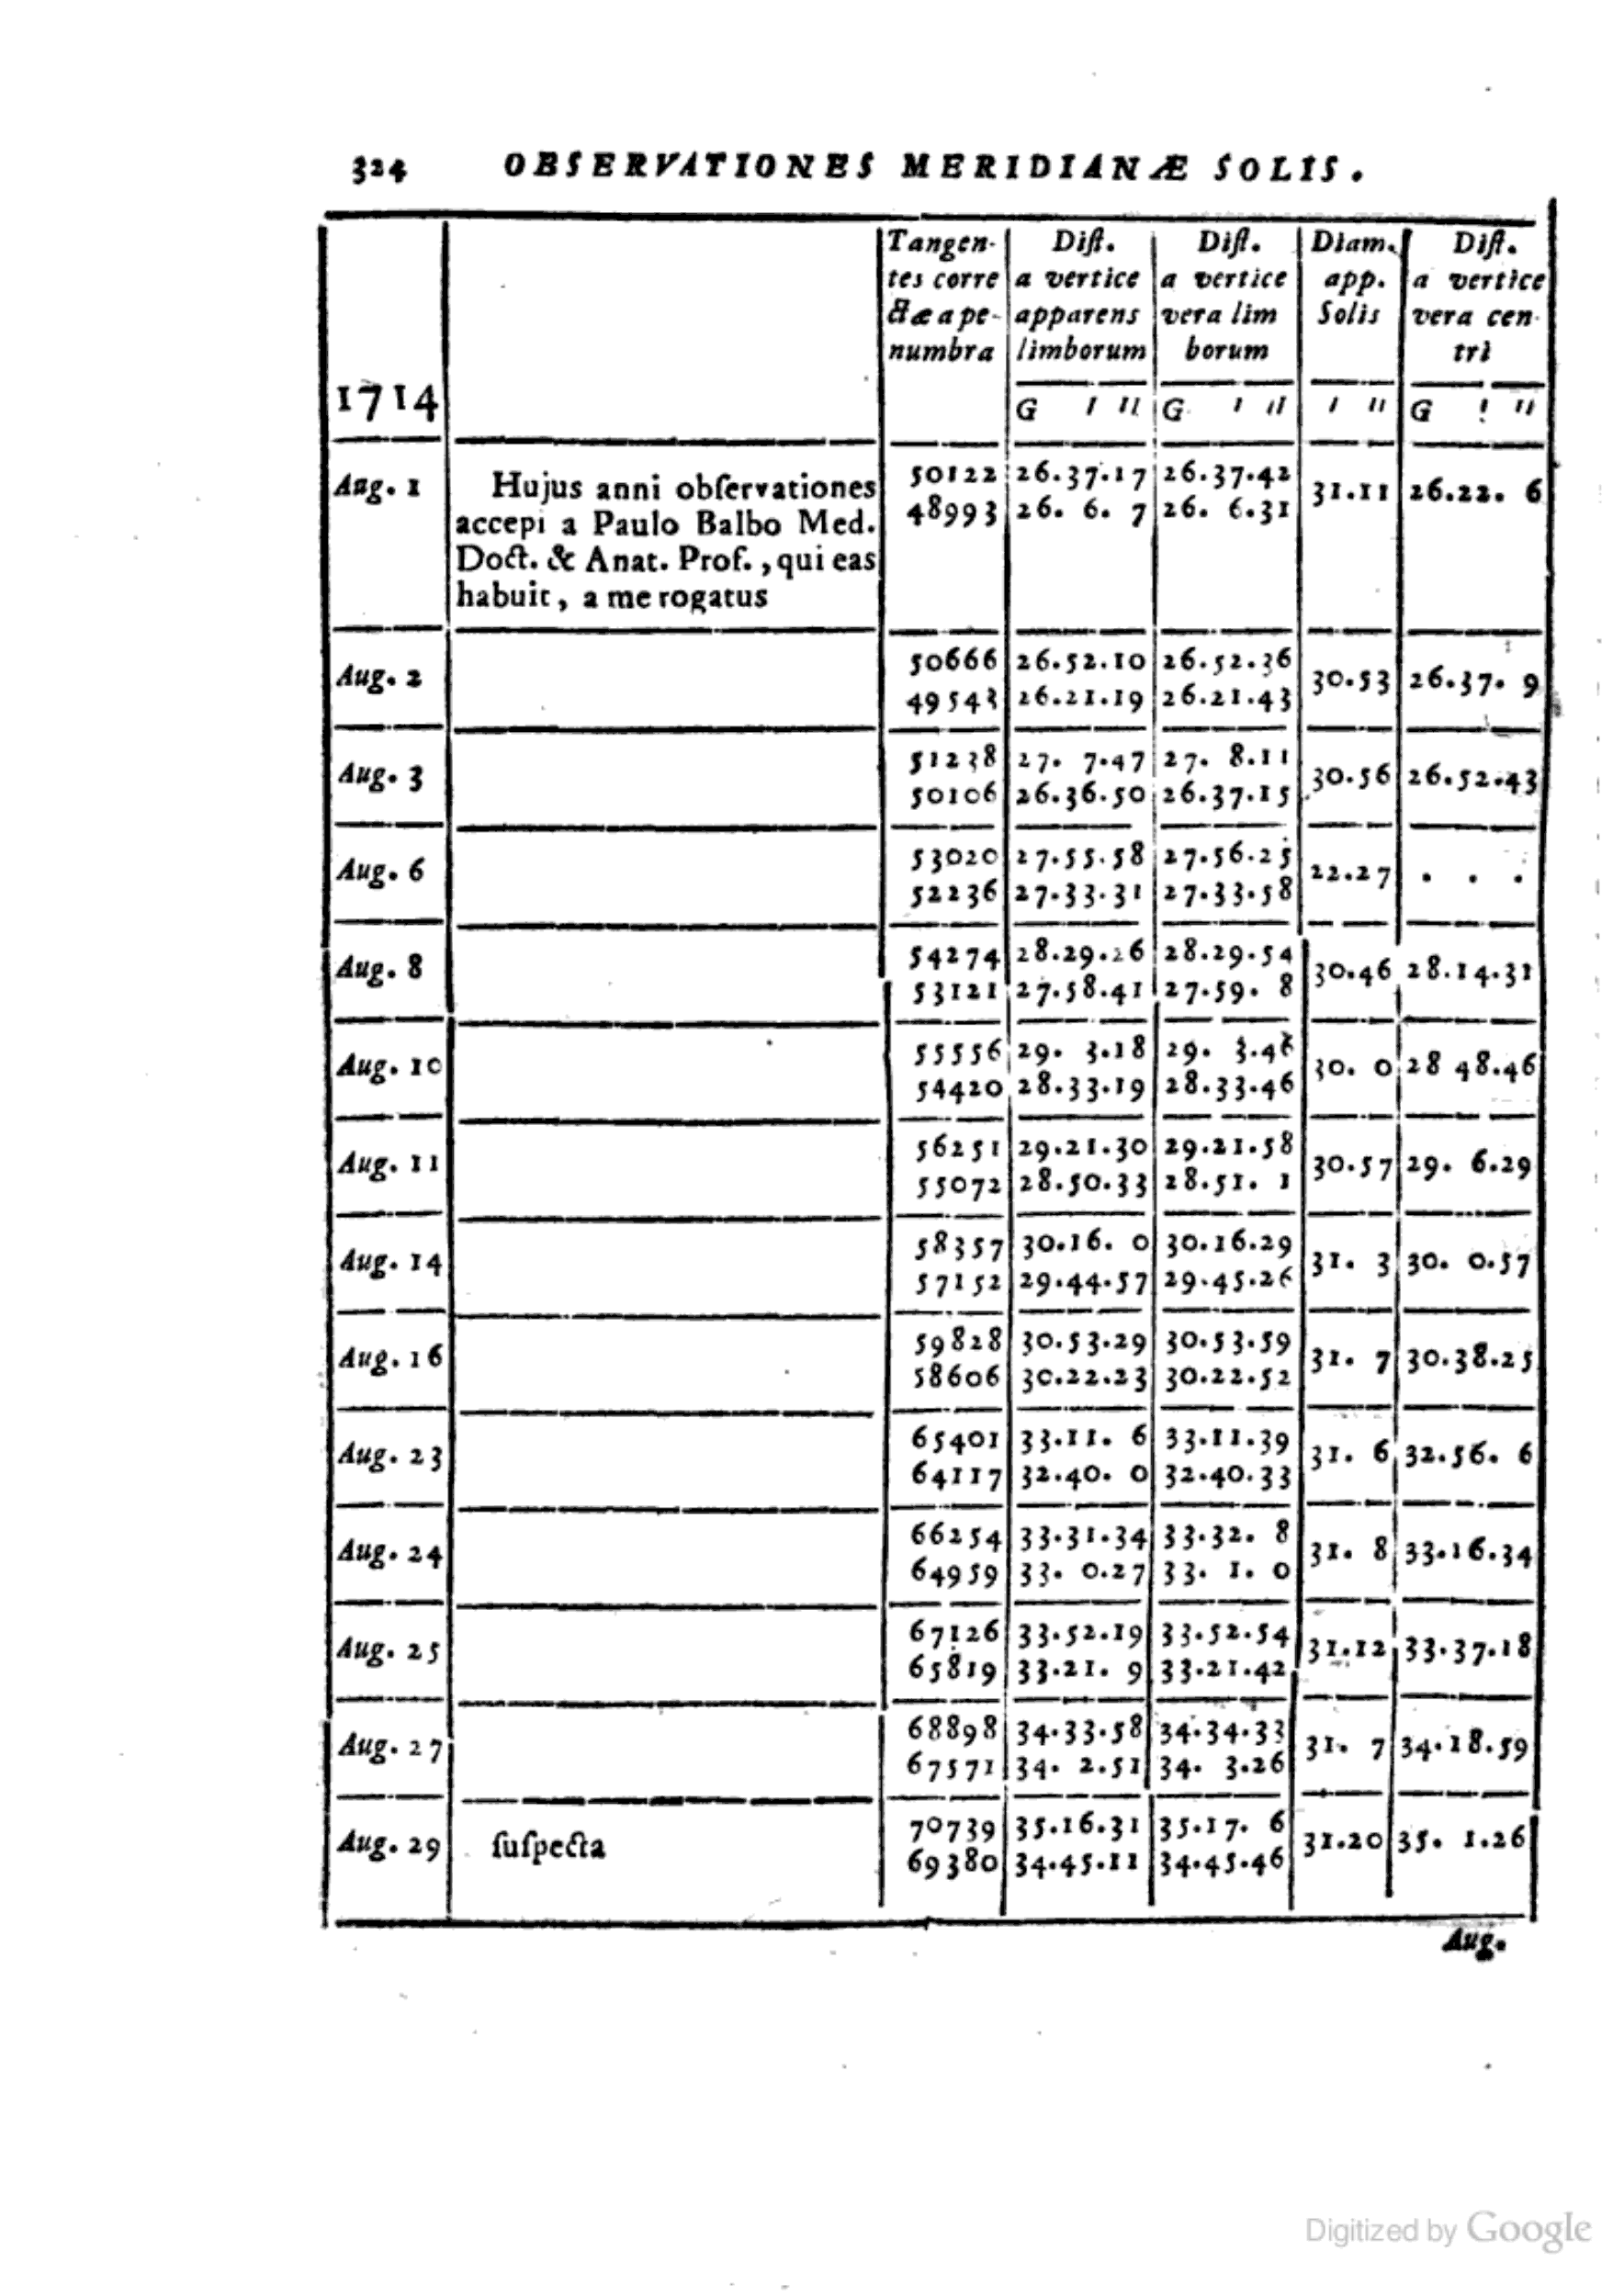 324 OBSERVATIONES MERIDIANÆ SOLIS.
1714
Tangen-
tes corre
ctæ a pe-
numbra
Dist.
a vertice
apparens
limborum
G ' "
Dist.
a vertice
vera lim
borum
G ' "
Diam.
app.
Solis
' "
Dist.
a vertice
vera cen-
tri
G ' "
Aug. 1 Hujus anni obſervationes
accepi a Paulo Balbo Med.
Doct. & Anat. Prof., qui eas
habuit, a me rogatus
50122 26.37.17 26.37.42 31.11 26.22. 6
48993 26. 6. 7 26. 6.31
Aug. 2 50666 26.52.10 26.52.36 30.53 26.37. 9
49543 26.21.19 26.21.43
Aug. 3 51238 27. 7.47 27. 8.11 30.56 26.52.43
50106 26.36.50 26.37.15
Aug. 6 53020 27.55.58 27.56.25 22.27 . . .
52236 27.33.31 27.33.58
Aug. 8 54274 28.29.26 28.29.54 30.46 28.14.31
53121 27.58.41 27.59. 8
Aug. 10 55556 29. 3.18 29. 3.46 30. 0 28 48.46
54420 28.33.19 28.33.46
Aug. 11 56251 29.21.30 29.21.58 30.57 29. 6.29
55072 28.50.33 28.51. 1
Aug. 14 58357 30.16. 0 30.16.29 31. 3 30. 0.57
57152 29.44.57 29.45.26
Aug. 16 59828 30.53.29 30.53.59 31. 7 30.38.25
58606 30.22.23 30.22.52
Aug. 23 65401 33.11. 6 33.11.39 31. 6 32.56. 6
64117 32.40. 0 32.40.33
Aug. 24 66254 33.31.34 33.32. 8 31. 8 33.16.34
64959 33. 0.27 33. 1. 0
Aug. 25 67126 33.52.19 33.52.54 31.12 33.37.18
65819 33.21. 9 33.21.42
Aug. 27 68898 34.33.58 34.34.33 31. 7 34.18.59
67571 34. 2.51 34. 3.26
Aug. 29 ſuſpecta 70739 35.16.31 35.17. 6 31.20 35. 1.26
69380 34.45.11 34.45.46
Aug.
Digitized by Google